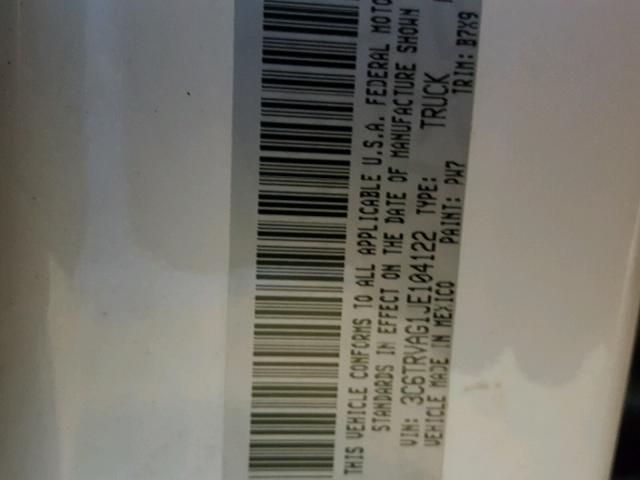 THIS VEHICLE CONFORMS TO ALL APPLICABLE U.S.A. FEDERAL MOTO
STANDARDS IN EFFECT ON THE DATE OF MANUFACTURE SHOWN
VIN: 3C6TRVAG1JE104122 TYPE: TRUCK
VEHICLE MADE IN MEXICO PAINT: PW7 TRIM: B7X9